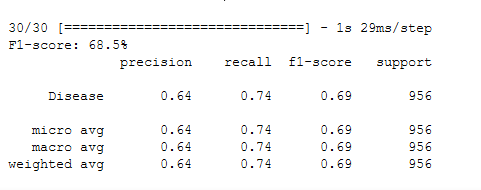 30/30 [==============================] - 1s 29ms/step
F1-score: 68.5%
precision recall f1-score support
Disease 0.64 0.74 0.69 956
micro avg 0.64 0.74 0.69 956
macro avg 0.64 0.74 0.69 956
weighted avg 0.64 0.74 0.69 956